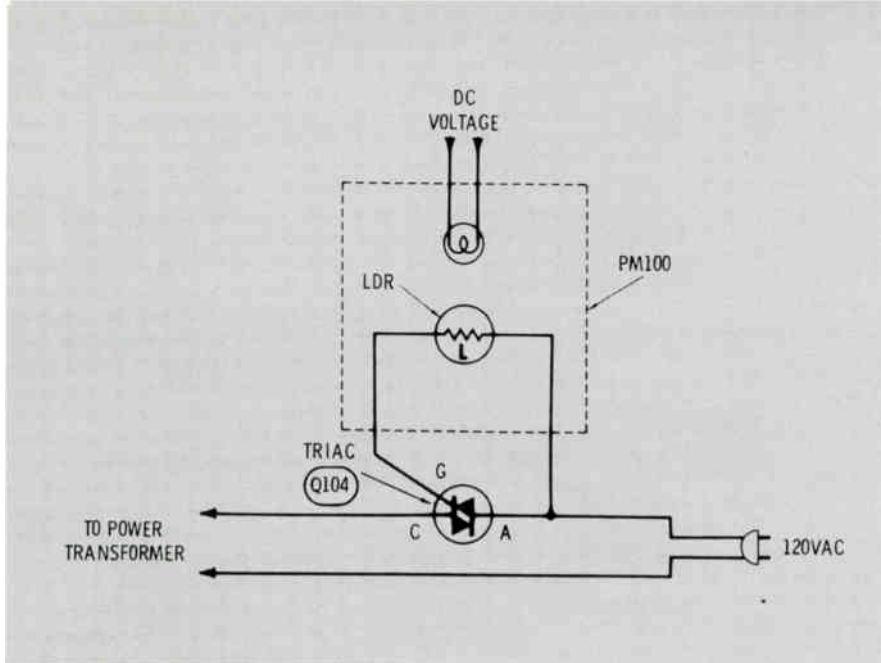 DC
VOLTAGE
PM100
LDR
L
TRIAC
Q104
G
C
A
TO POWER
TRANSFORMER
120VAC